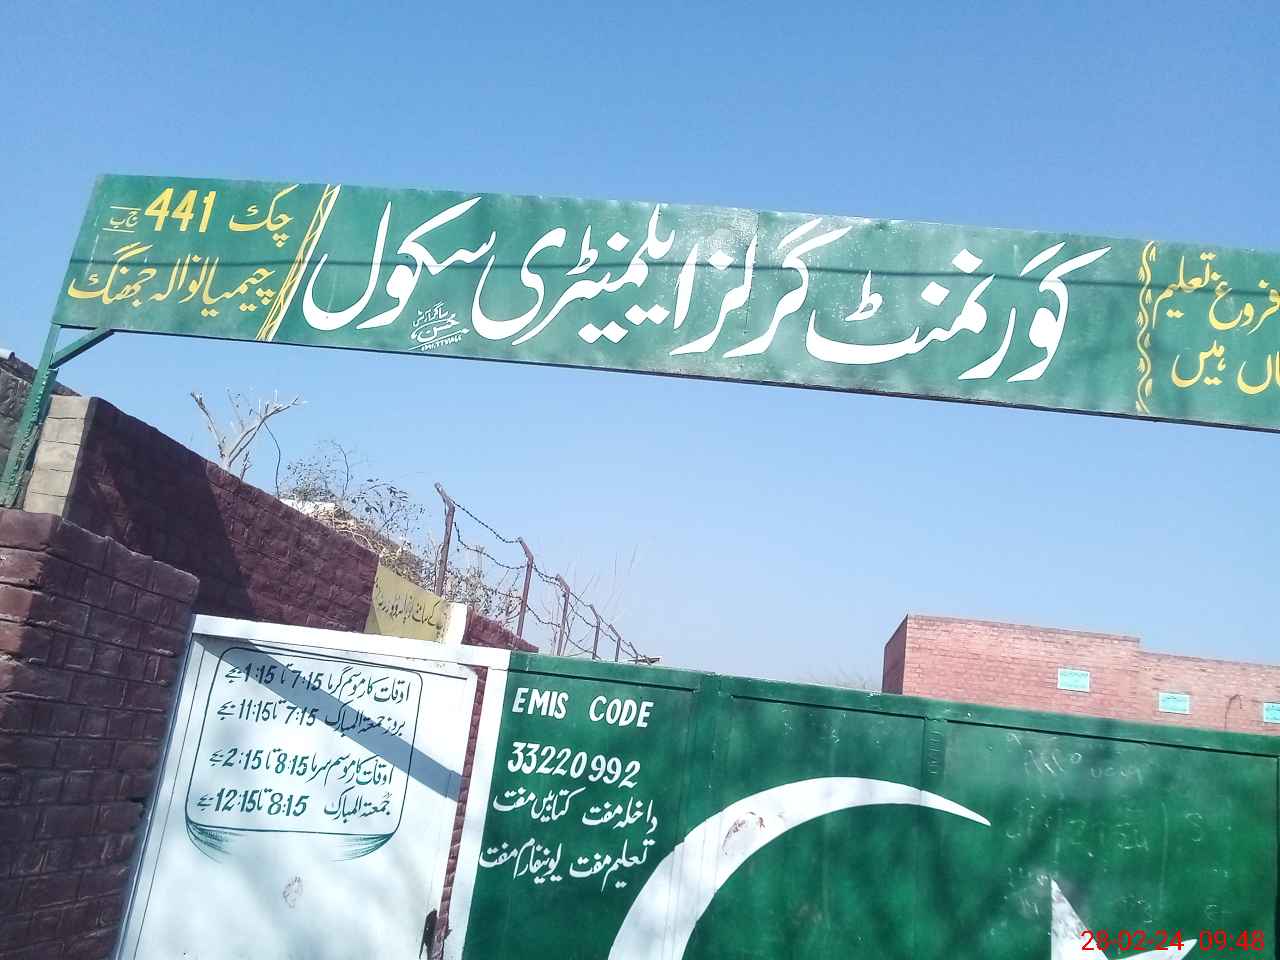 فروغ تعلیم
ہیں
گورنمنٹ گرلز ایلیمنٹری سکول
چک 441 ج ب
چیمیانوالہ جھنگ
حسن
اوقات کار موسم گرما 7:15 تا 1:15 بجے
بروز جمعتہ المبارک 7:15 تا 11:15 بجے
اوقات کار موسم سرما 8:15 تا 2:15 بجے
جمعتہ المبارک 8:15 تا 12:15 بجے
EMIS CODE
33220992
داخلہ مفت کتابیں مفت
تعلیم مفت یونیفارم مفت
28-02-24 09:48